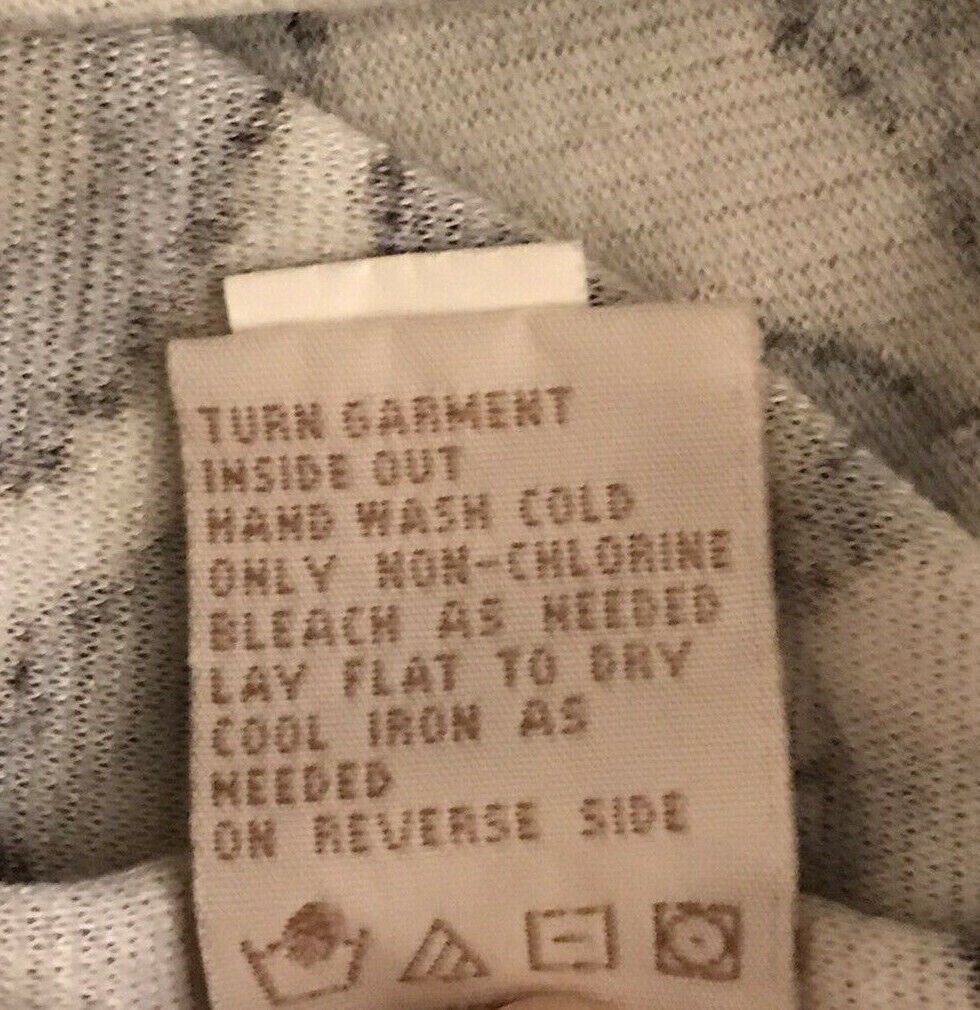 TURN GARMENT
INSIDE OUT
HAND WASH COLD
ONLY NON-CHLORINE
BLEACH AS NEEDED
LAY FLAT TO DRY
COOL IRON AS
NEEDED
ON REVERSE SIDE